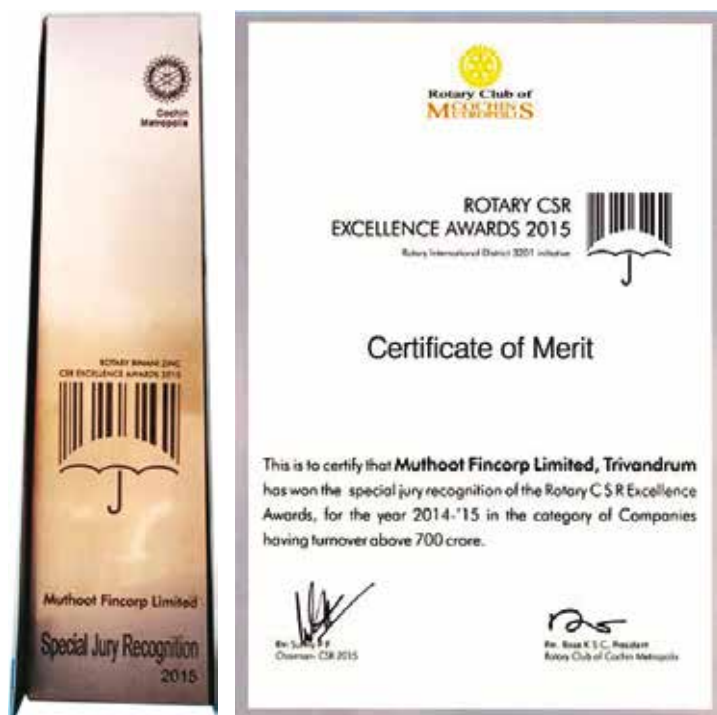 Cochin
Metropolis
ROTARY BINANI ZINC
CSR EXCELLENCE AWARDS 2015
Muthoot Fincorp Limited
Special Jury Recognition
2015
Rotary Club of
COCHIN
METROPOLIS
ROTARY CSR
EXCELLENCE AWARDS 2015
Rotary International District 3201 initiative
Certificate of Merit
This is to certify that Muthoot Fincorp Limited, Trivandrum
has won the special jury recognition of the Rotary C S R Excellence
Awards, for the year 2014-'15 in the category of Companies
having turnover above 700 crore.
Chairman- CSR 2015
Rtn. K S C, President
Rotary Club of Cochin Metropolis